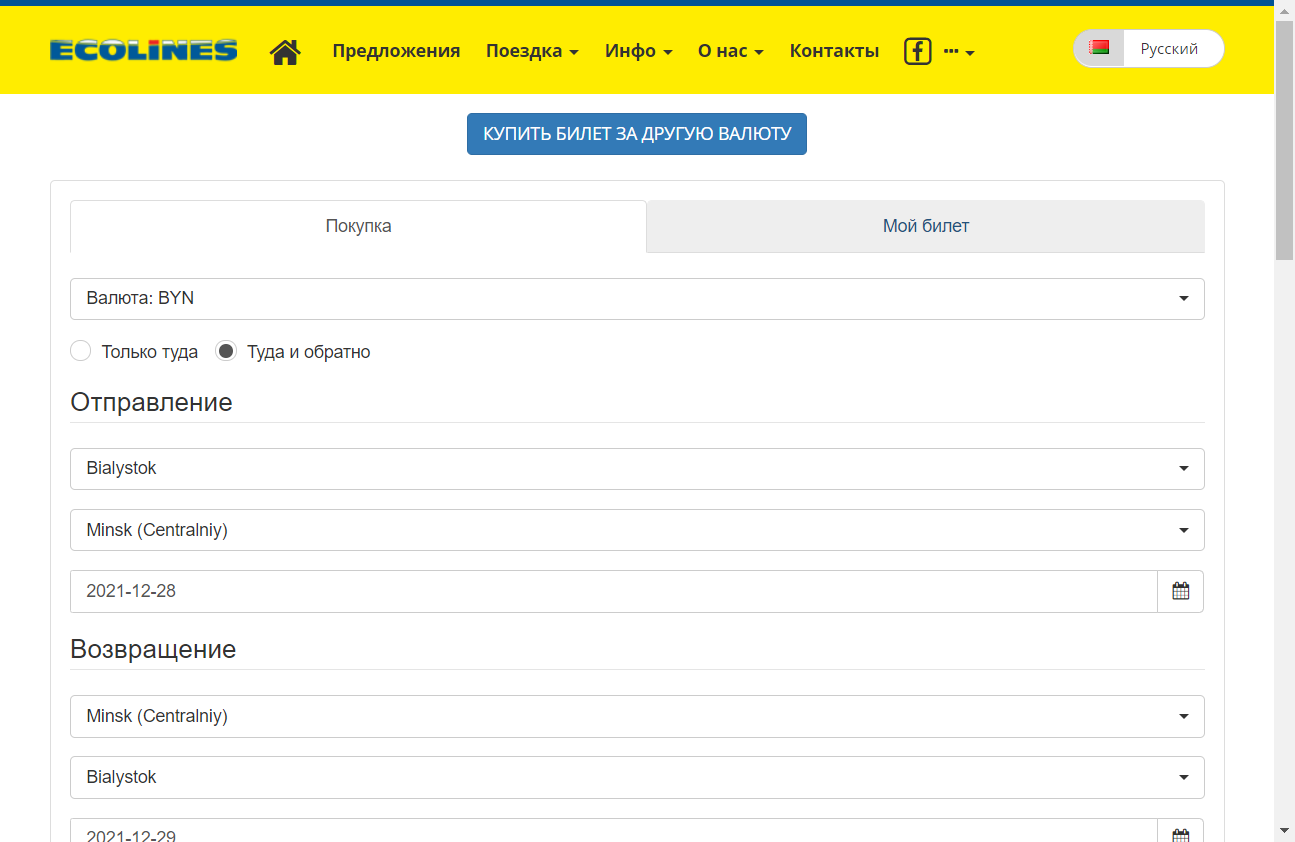 ECOLINES Предложения Поездка Инфо О нас Контакты ... Русский
КУПИТЬ БИЛЕТ ЗА ДРУГУЮ ВАЛЮТУ
Покупка Мой билет
Валюта: BYN
Только туда Туда и обратно
Отправление
Bialystok
Minsk (Centralniy)
2021-12-28
Возвращение
Minsk (Centralniy)
Bialystok
2021-12-29